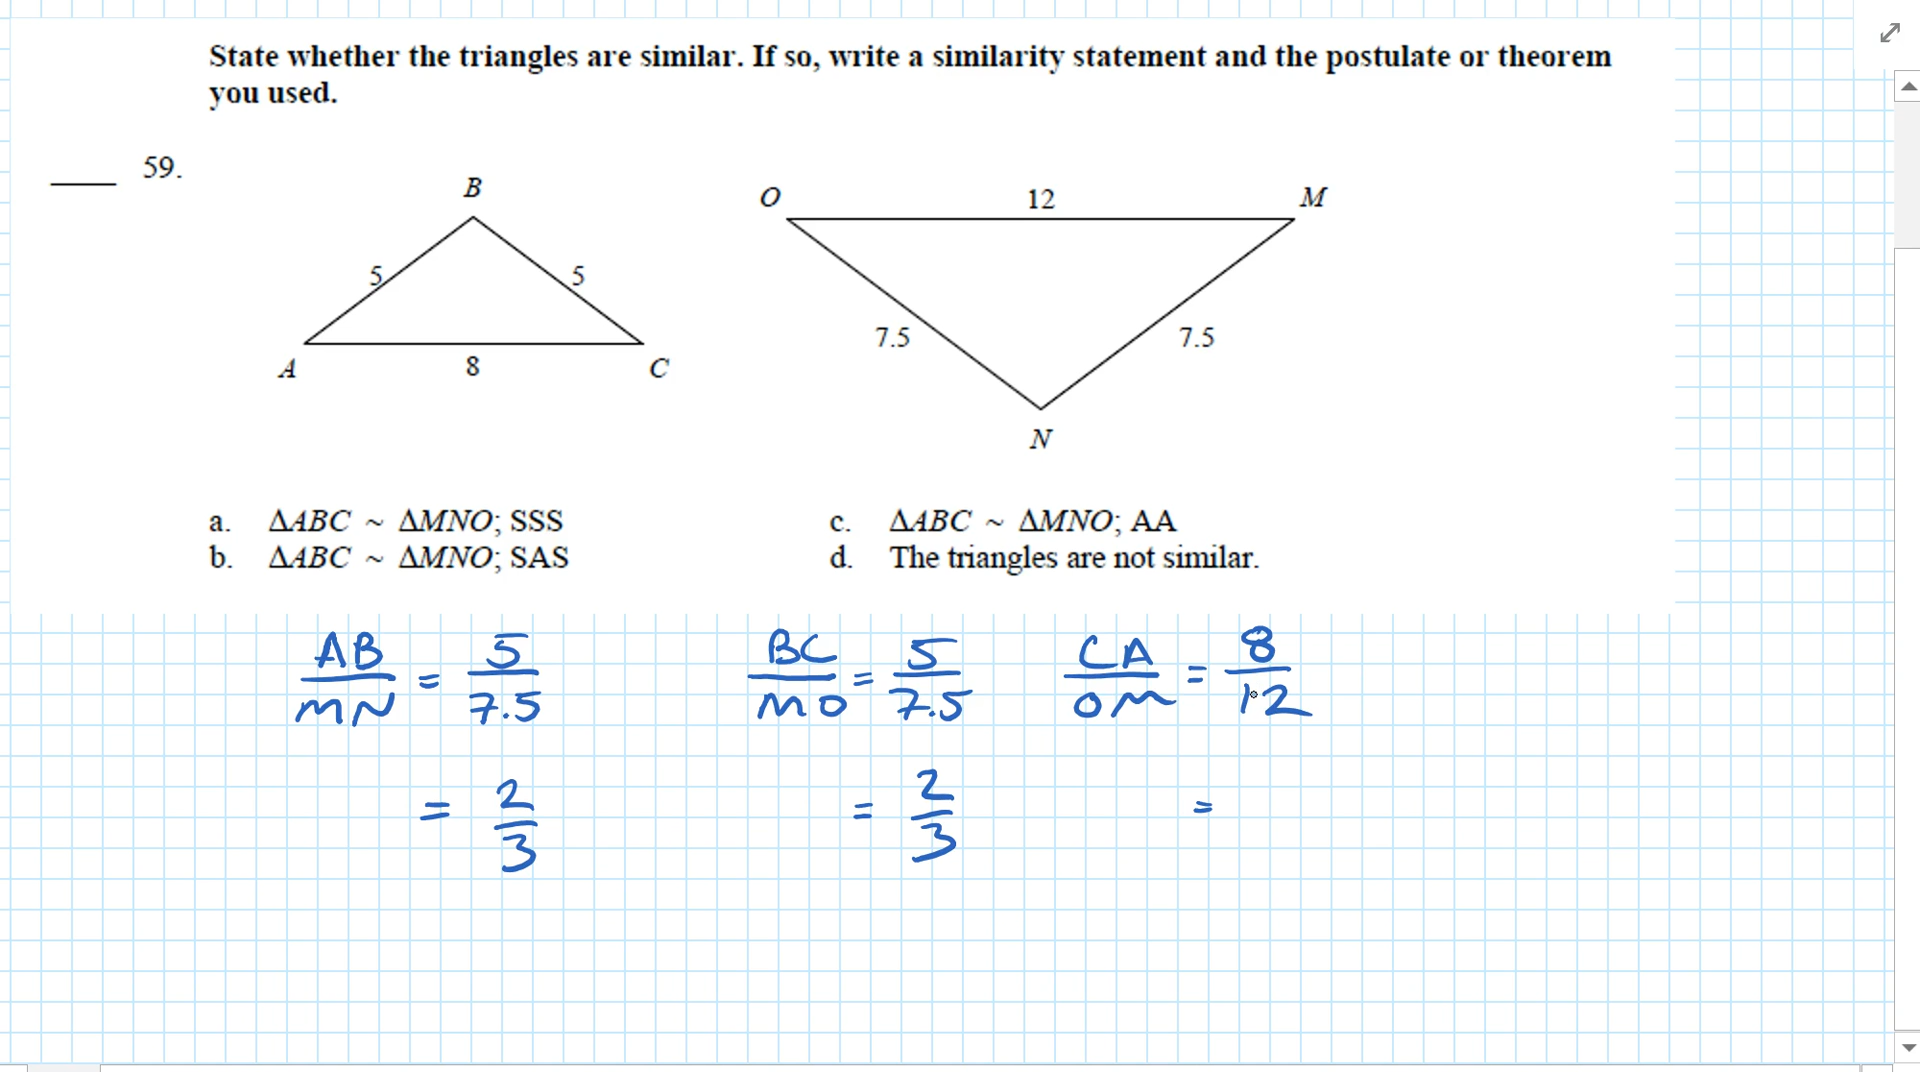 State whether the triangles are similar. If so, write a similarity statement and the postulate or theorem
you used.
59.
B
5
5
A
8
C
O
12
M
7.5
7.5
N
a. ΔABC ~ ΔMNO; SSS
b. ΔABC ~ ΔMNO; SAS
c. ΔABC ~ ΔMNO; AA
d. The triangles are not similar.
AB/MN = 5/7.5
= 2/3
BC/MO = 5/7.5
= 2/3
CA/OM = 8/12
=